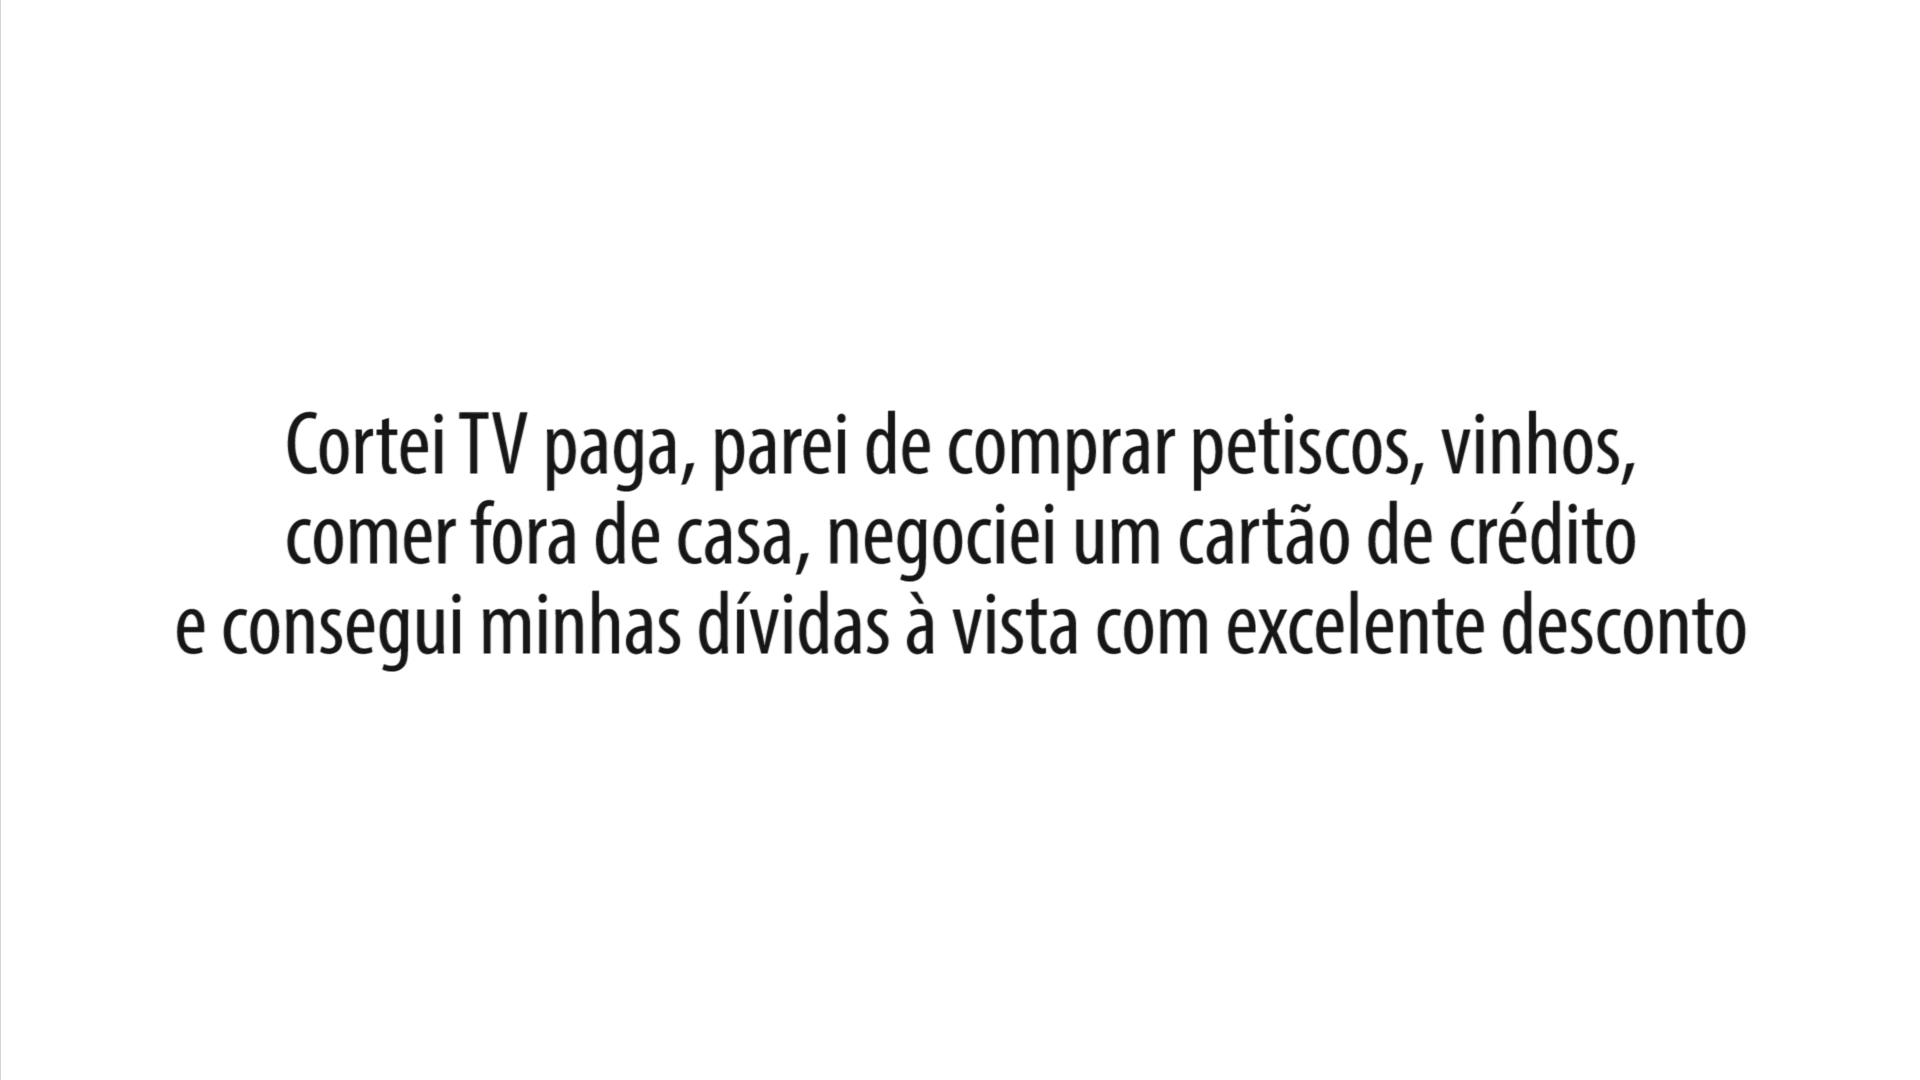 Cortei TV paga, parei de comprar petiscos, vinhos,
comer fora de casa, negociei um cartão de crédito
e consegui minhas dívidas à vista com excelente desconto